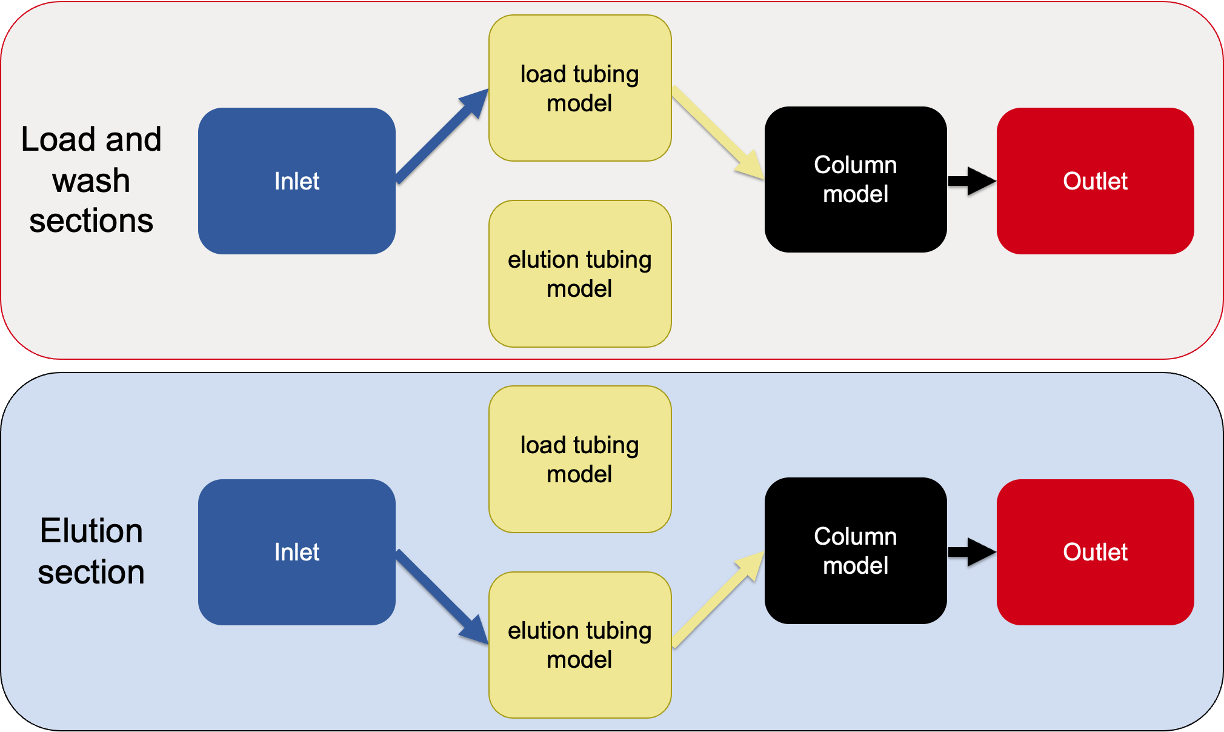 Load and
wash
sections
Inlet
load tubing
model
elution tubing
model
Column
model
Outlet
Elution
section
Inlet
load tubing
model
elution tubing
model
Column
model
Outlet